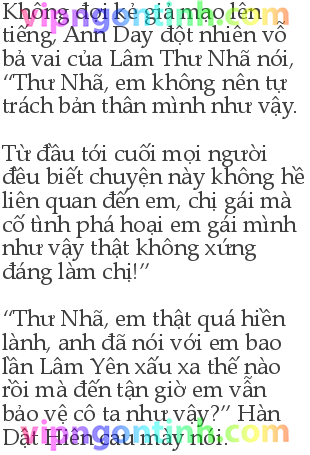 Không đợi kẻ giả mạo lên
tiếng, Ann Day đột nhiên vỗ
bả vai của Lâm Thư Nhã nói,
“Thư Nhã, em không nên tự
trách bản thân mình như vậy.
Từ đầu tới cuối mọi người
đều biết chuyện này không hề
liên quan đến em, chị gái mà
cố tình phá hoại em gái mình
như vậy thật không xứng
đáng làm chị!”
“Thư Nhã, em thật quá hiền
lành, anh đã nói với em bao
lần Lâm Yên xấu xa thế nào
rồi mà đến tận giờ em vẫn
bảo vệ cô ta như vậy?” Hàn
Dật Hiên cau mày nói.
vipngontinh.com
vipngontinh.com